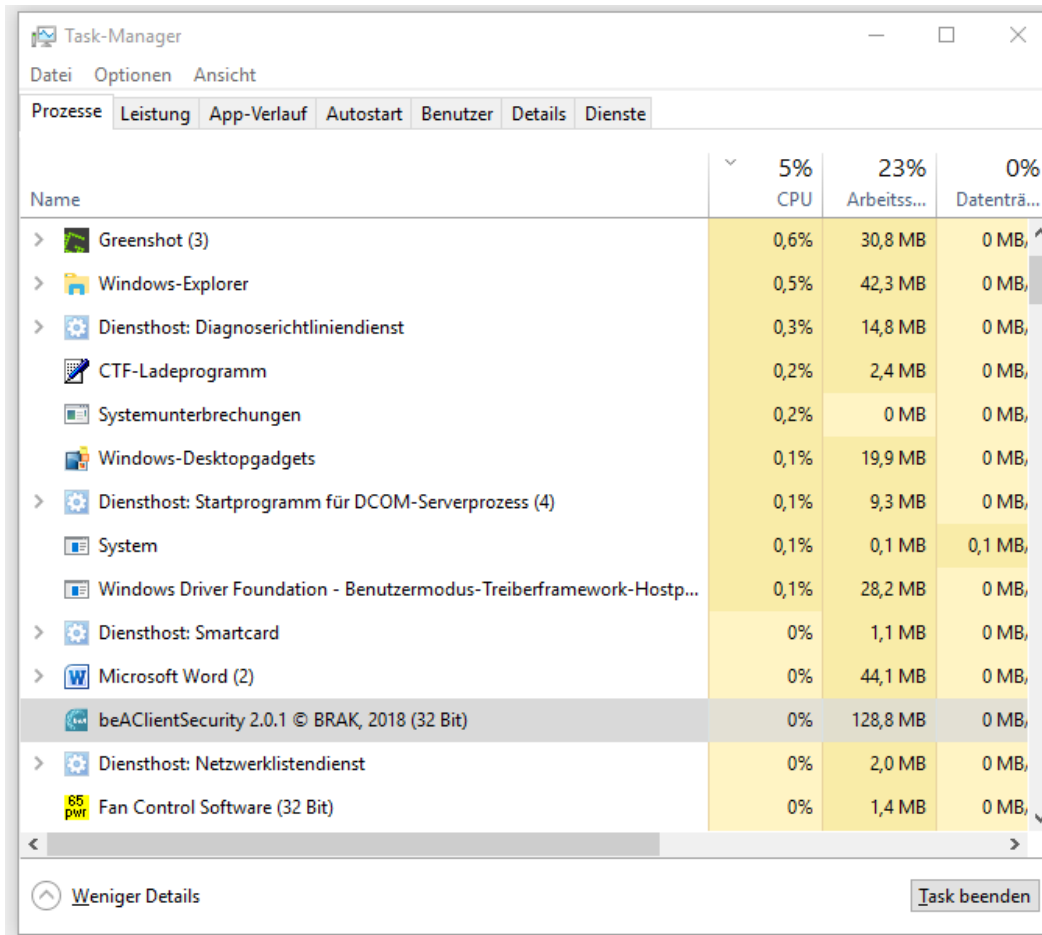 Task-Manager
Datei Optionen Ansicht
Prozesse Leistung App-Verlauf Autostart Benutzer Details Dienste
5% 23% 0%
Name CPU Arbeitss... Datenträ...
Greenshot (3) 0,6% 30,8 MB 0 MB/
Windows-Explorer 0,5% 42,3 MB 0 MB/
Diensthost: Diagnoserichtliniendienst 0,3% 14,8 MB 0 MB/
CTF-Ladeprogramm 0,2% 2,4 MB 0 MB/
Systemunterbrechungen 0,2% 0 MB 0 MB/
Windows-Desktopgadgets 0,1% 19,9 MB 0 MB/
Diensthost: Startprogramm für DCOM-Serverprozess (4) 0,1% 9,3 MB 0 MB/
System 0,1% 0,1 MB 0,1 MB/
Windows Driver Foundation - Benutzermodus-Treiberframework-Hostp... 0,1% 28,2 MB 0 MB/
Diensthost: Smartcard 0% 1,1 MB 0 MB/
Microsoft Word (2) 0% 44,1 MB 0 MB/
beAClientSecurity 2.0.1 © BRAK, 2018 (32 Bit) 0% 128,8 MB 0 MB/
Diensthost: Netzwerklistendienst 0% 2,0 MB 0 MB/
65 pwr Fan Control Software (32 Bit) 0% 1,4 MB 0 MB/
Weniger Details Task beenden